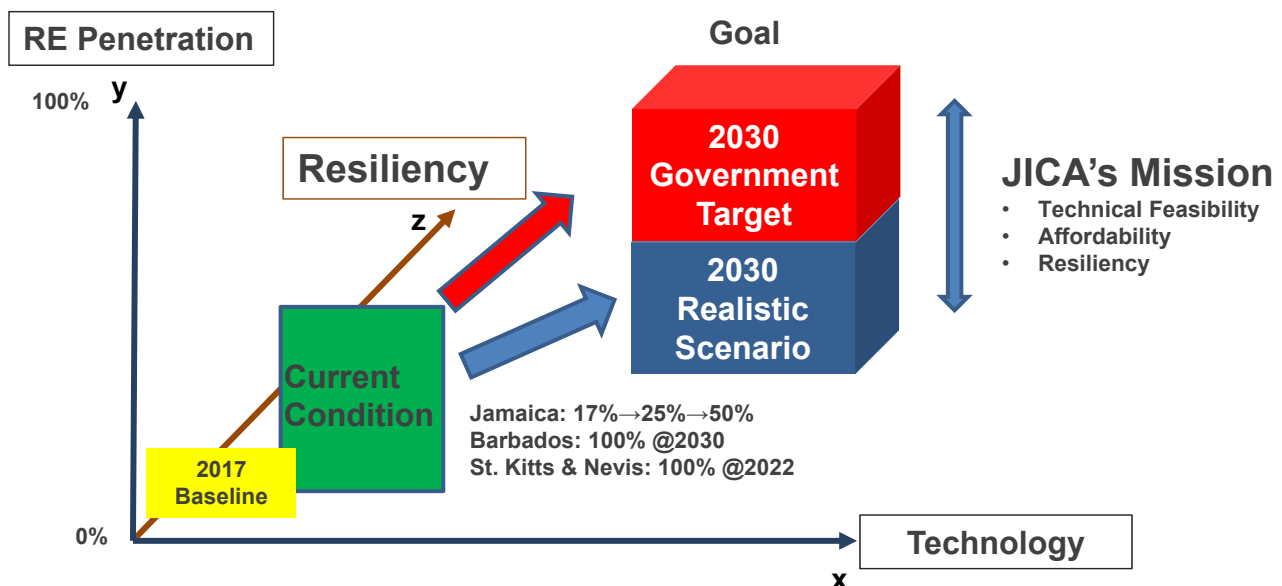 RE Penetration
Goal
y
100%
Resiliency
z
2030
Government
Target
JICA's Mission
• Technical Feasibility
• Affordability
• Resiliency
2030
Realistic
Scenario
Current
Condition
Jamaica: 17%→25%→50%
Barbados: 100% @2030
St. Kitts & Nevis: 100% @2022
2017
Baseline
0%
Technology
x